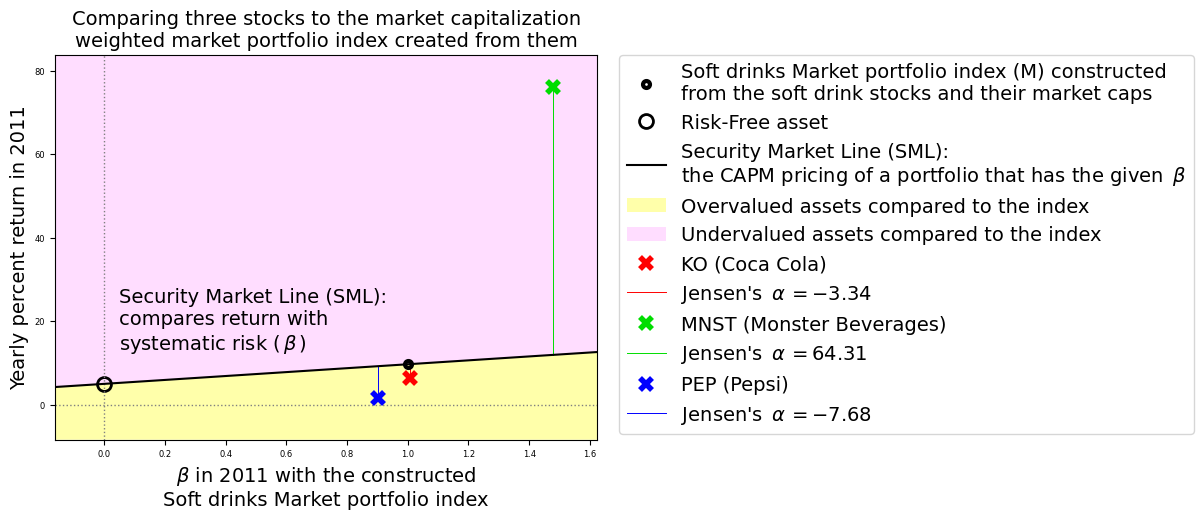 Comparing three stocks to the market capitalization
weighted market portfolio index created from them
Yearly percent return in 2011
80
60
40
20
0
Security Market Line (SML):
compares return with
systematic risk (β)
0.0 0.2 0.4 0.6 0.8 1.0 1.2 1.4 1.6
β in 2011 with the constructed
Soft drinks Market portfolio index
Soft drinks Market portfolio index (M) constructed
from the soft drink stocks and their market caps
Risk-Free asset
Security Market Line (SML):
the CAPM pricing of a portfolio that has the given β
Overvalued assets compared to the index
Undervalued assets compared to the index
KO (Coca Cola)
Jensen's α = −3.34
MNST (Monster Beverages)
Jensen's α = 64.31
PEP (Pepsi)
Jensen's α = −7.68